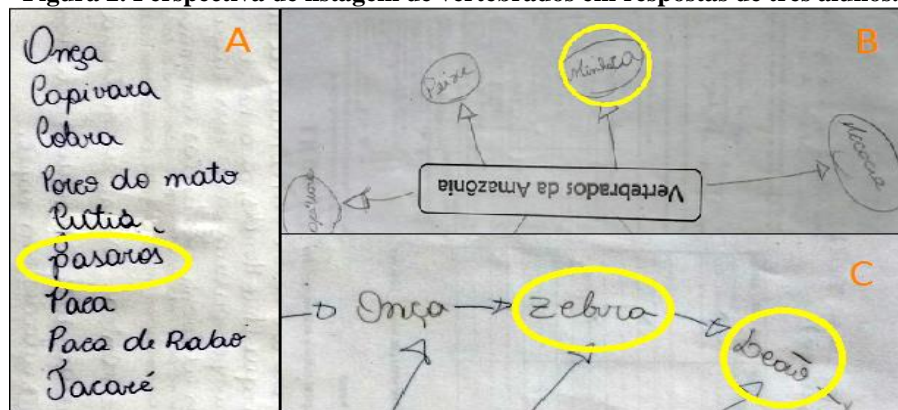 Figura 2. Perspectiva de listagem de vertebrados em respostas de três alunos.
A
Onça
Capivara
Cobra
Porco do mato
Cutia
pasaros
Paca
Paca de Rabo
Jacaré
B
Peixe
Minhoca
Vertebrados da Amazônia
C
Onça
Zebra
Leão